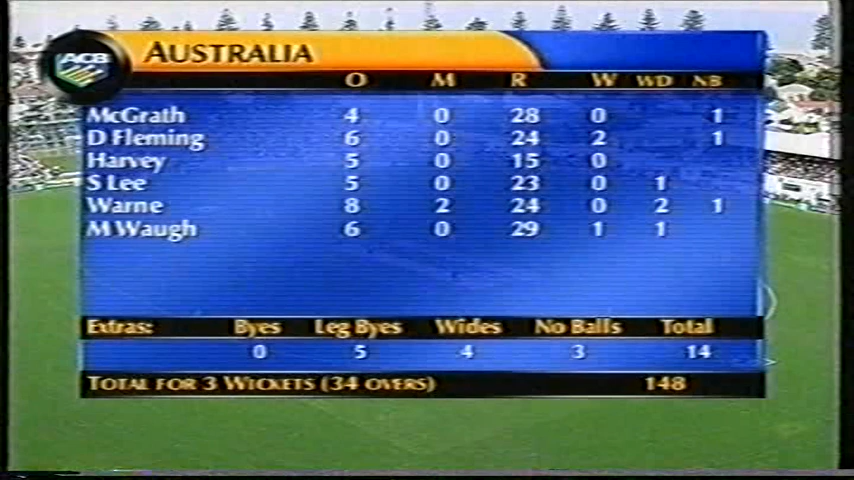 ACB
AUSTRALIA
O M R W WD NB
McGrath 4 0 28 0 1
D Fleming 6 0 24 2 1
Harvey 5 0 15 0
S Lee 5 0 23 0 1
Warne 8 2 24 0 2 1
M Waugh 6 0 29 1 1
Extras: Byes Leg Byes Wides No Balls Total
0 5 4 3 14
TOTAL FOR 3 WICKETS (34 OVERS) 148